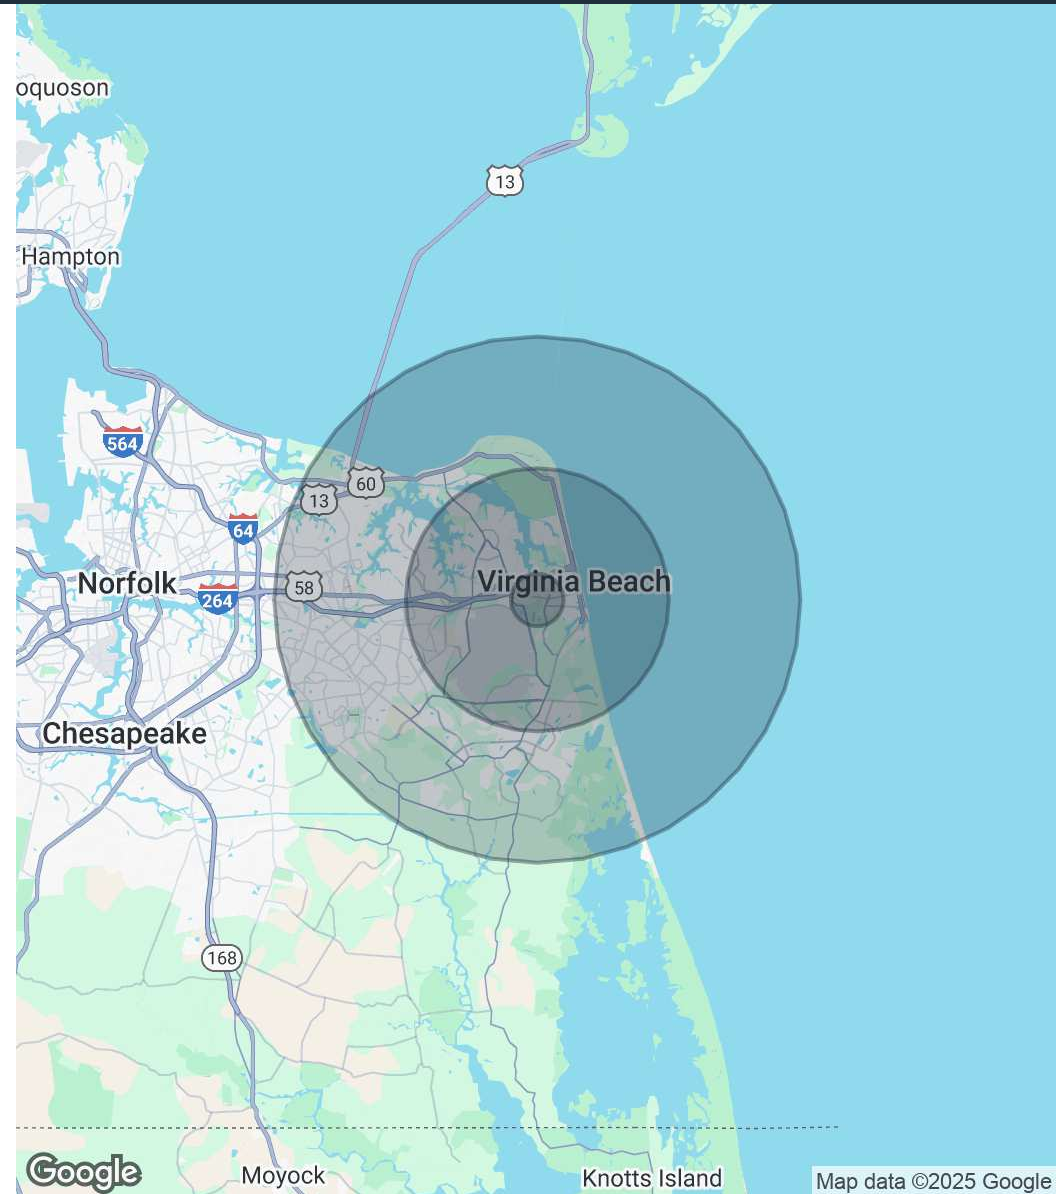 oquoson
13
Hampton
564
60
13
64
Virginia Beach
Norfolk
58
264
Chesapeake
168
Google
Moyock
Knotts Island
Map data ©2025 Google